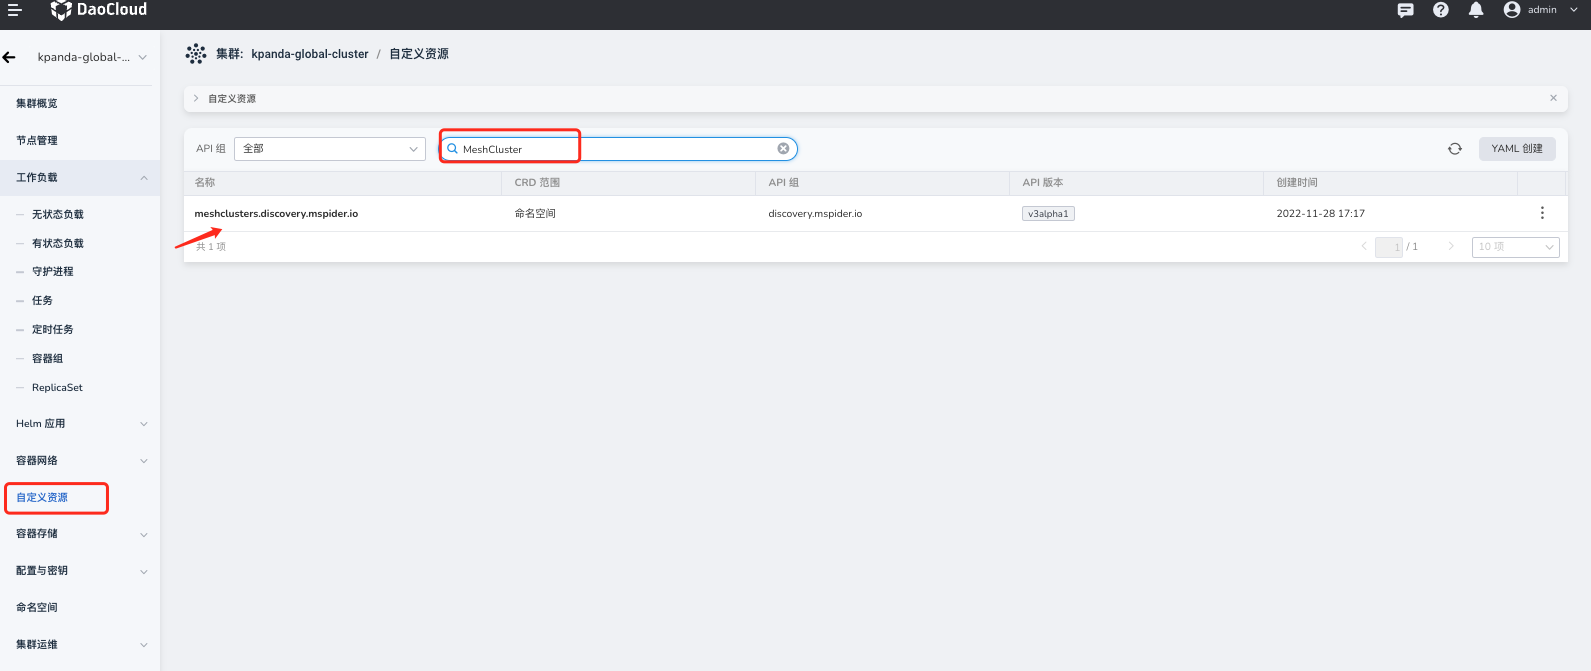 DaoCloud
admin
kpanda-global-...
集群概览
节点管理
工作负载
无状态负载
有状态负载
守护进程
任务
定时任务
容器组
ReplicaSet
Helm 应用
容器网络
自定义资源
容器存储
配置与密钥
命名空间
集群运维
集群: kpanda-global-cluster / 自定义资源
自定义资源
API 组 全部 MeshCluster YAML 创建
名称 CRD 范围 API 组 API 版本 创建时间
meshclusters.discovery.mspider.io 命名空间 discovery.mspider.io v3alpha1 2022-11-28 17:17
共 1 项 1 / 1 10 项